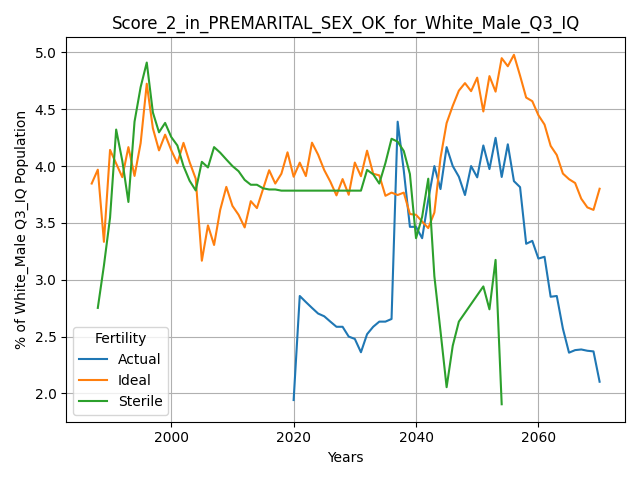 Score_2_in_PREMARITAL_SEX_OK_for_White_Male_Q3_IQ
% of White_Male Q3_IQ Population
5.0
4.5
4.0
3.5
3.0
2.5
2.0
Fertility
Actual
Ideal
Sterile
2000
2020
2040
2060
Years